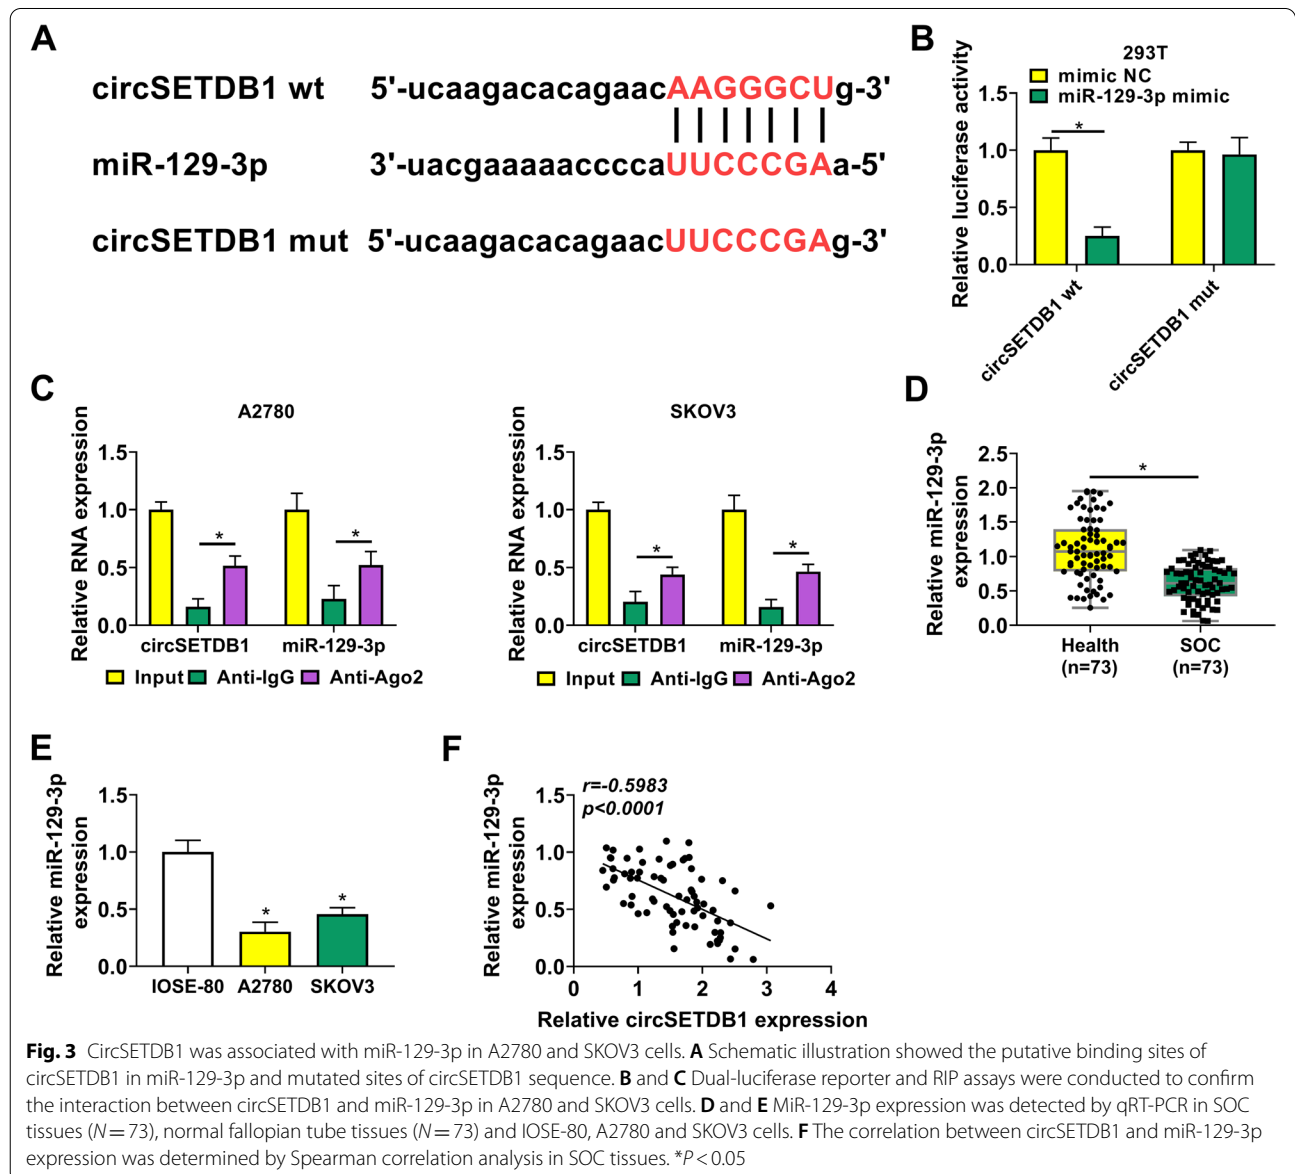 A
circSETDB1 wt 5'-ucaagacacagaacAAGGGCUg-3'
miR-129-3p 3'-uacgaaaaaccccaUUCCCGAa-5'
circSETDB1 mut 5'-ucaagacacagaacUUCCCGAg-3'
B
293T
mimic NC
miR-129-3p mimic
Relative luciferase activity
1.5
1.0
0.5
0.0
*
circSETDB1 wt
circSETDB1 mut
C
A2780
Relative RNA expression
1.5
1.0
0.5
0.0
* *
circSETDB1 miR-129-3p
Input Anti-IgG Anti-Ago2
SKOV3
Relative RNA expression
1.5
1.0
0.5
0.0
* *
circSETDB1 miR-129-3p
Input Anti-IgG Anti-Ago2
D
Relative miR-129-3p
expression
2.5
2.0
1.5
1.0
0.5
0.0
*
Health SOC
(n=73) (n=73)
E
Relative miR-129-3p
expression
1.5
1.0
0.5
0.0
* *
IOSE-80 A2780 SKOV3
F
Relative miR-129-3p
expression
r=-0.5983
p<0.0001
1.5
1.0
0.5
0.0
0 1 2 3 4
Relative circSETDB1 expression
Fig. 3 CircSETDB1 was associated with miR-129-3p in A2780 and SKOV3 cells. A Schematic illustration showed the putative binding sites of
circSETDB1 in miR-129-3p and mutated sites of circSETDB1 sequence. B and C Dual-luciferase reporter and RIP assays were conducted to confirm
the interaction between circSETDB1 and miR-129-3p in A2780 and SKOV3 cells. D and E MiR-129-3p expression was detected by qRT-PCR in SOC
tissues (N = 73), normal fallopian tube tissues (N = 73) and IOSE-80, A2780 and SKOV3 cells. F The correlation between circSETDB1 and miR-129-3p
expression was determined by Spearman correlation analysis in SOC tissues. *P < 0.05